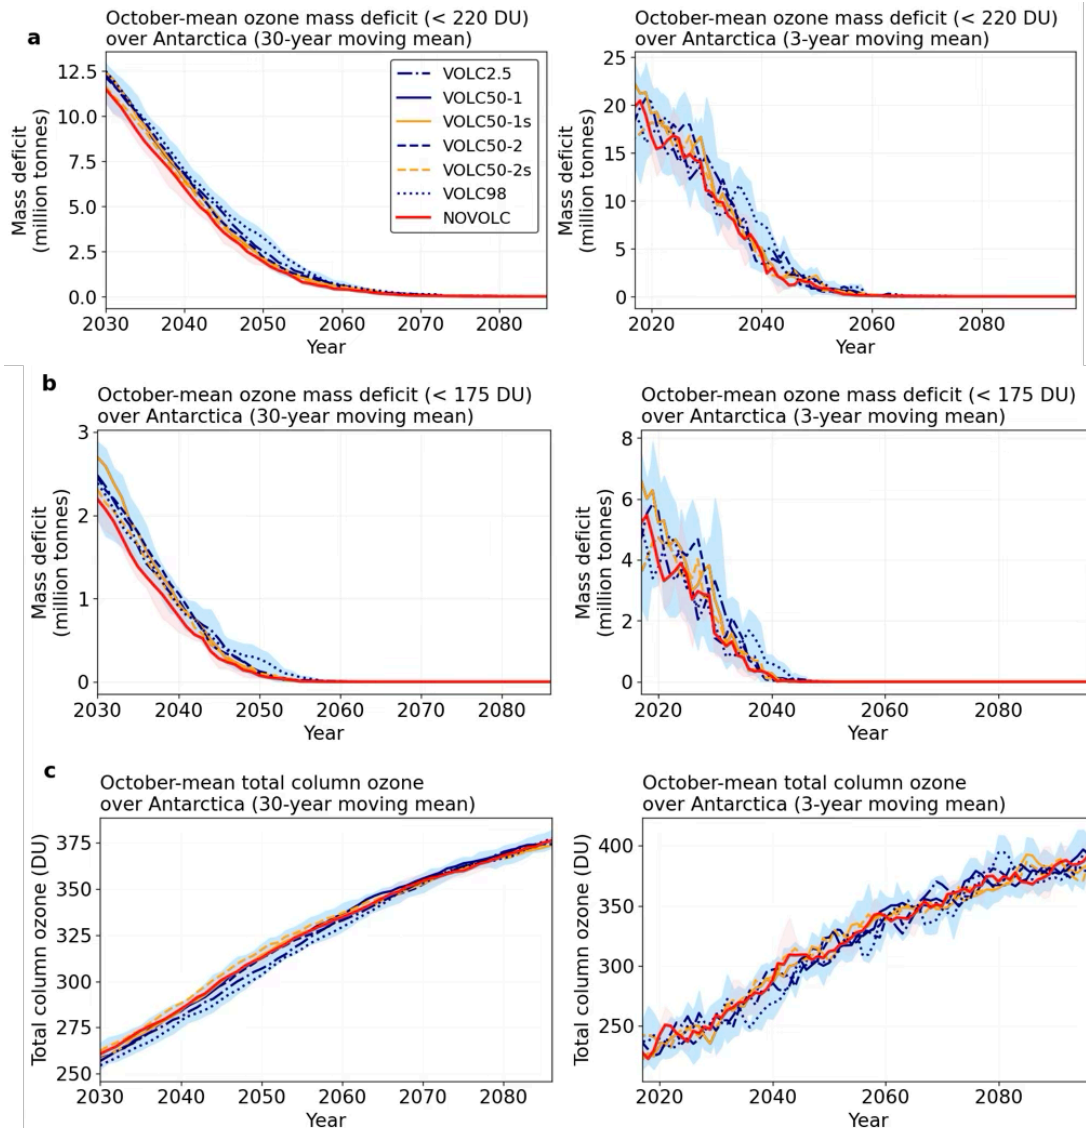 a
October-mean ozone mass deficit (< 220 DU)
over Antarctica (30-year moving mean)
Mass deficit
(million tonnes)
12.5
10.0
7.5
5.0
2.5
0.0
VOLC2.5
VOLC50-1
VOLC50-1s
VOLC50-2
VOLC50-2s
VOLC98
NOVOLC
2030 2040 2050 2060 2070 2080
Year
October-mean ozone mass deficit (< 220 DU)
over Antarctica (3-year moving mean)
Mass deficit
(million tonnes)
25
20
15
10
5
0
2020 2040 2060 2080
Year
b
October-mean ozone mass deficit (< 175 DU)
over Antarctica (30-year moving mean)
Mass deficit
(million tonnes)
3
2
1
0
2030 2040 2050 2060 2070 2080
Year
October-mean ozone mass deficit (< 175 DU)
over Antarctica (3-year moving mean)
Mass deficit
(million tonnes)
8
6
4
2
0
2020 2040 2060 2080
Year
c
October-mean total column ozone
over Antarctica (30-year moving mean)
Total column ozone (DU)
375
350
325
300
275
250
2030 2040 2050 2060 2070 2080
Year
October-mean total column ozone
over Antarctica (3-year moving mean)
Total column ozone (DU)
400
350
300
250
2020 2040 2060 2080
Year